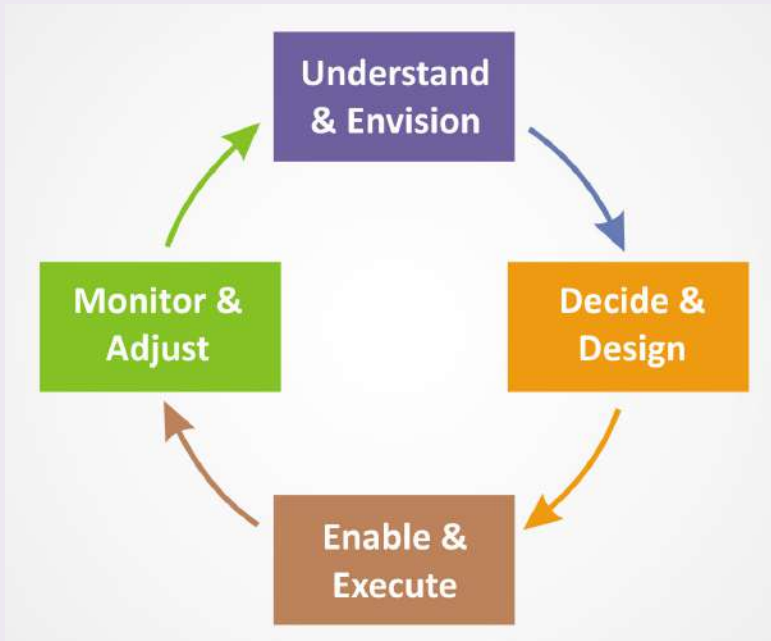 Understand
& Envision
Decide &
Design
Enable &
Execute
Monitor &
Adjust